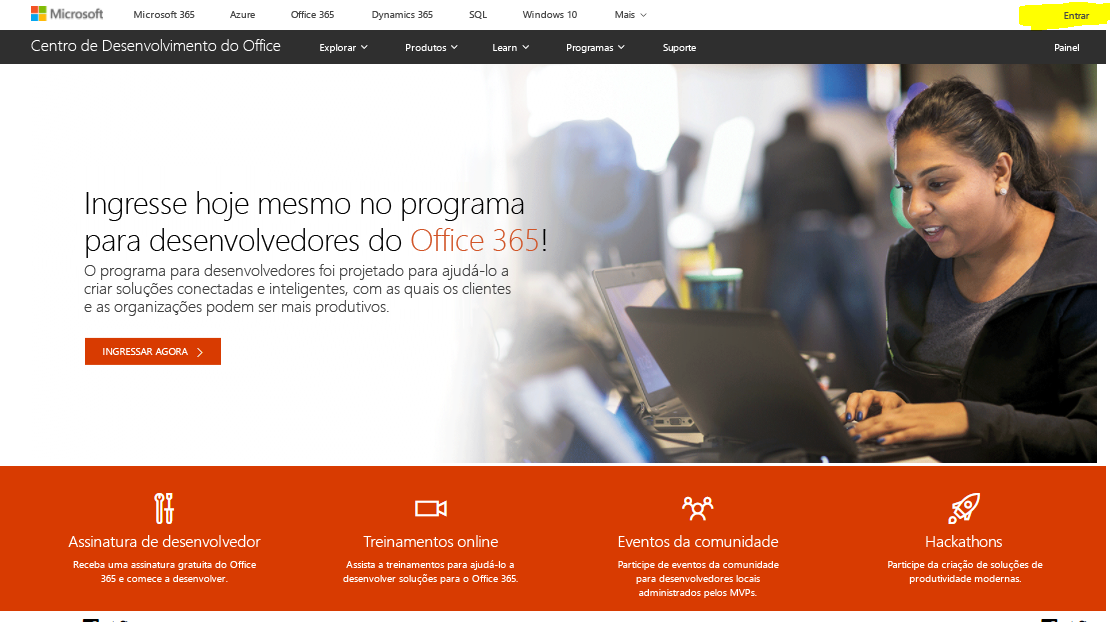 Microsoft
Microsoft 365
Azure
Office 365
Dynamics 365
SQL
Windows 10
Mais
Entrar
Centro de Desenvolvimento do Office
Explorar
Produtos
Learn
Programas
Suporte
Painel
Ingresse hoje mesmo no programa
para desenvolvedores do Office 365!
O programa para desenvolvedores foi projetado para ajudá-lo a
criar soluções conectadas e inteligentes, com as quais os clientes
e as organizações podem ser mais produtivos.
INGRESSAR AGORA
Assinatura de desenvolvedor
Receba uma assinatura gratuita do Office
365 e comece a desenvolver.
Treinamentos online
Assista a treinamentos para ajudá-lo a
desenvolver soluções para o Office 365.
Eventos da comunidade
Participe de eventos da comunidade
para desenvolvedores locais
administrados pelos MVPs.
Hackathons
Participe da criação de soluções de
produtividade modernas.